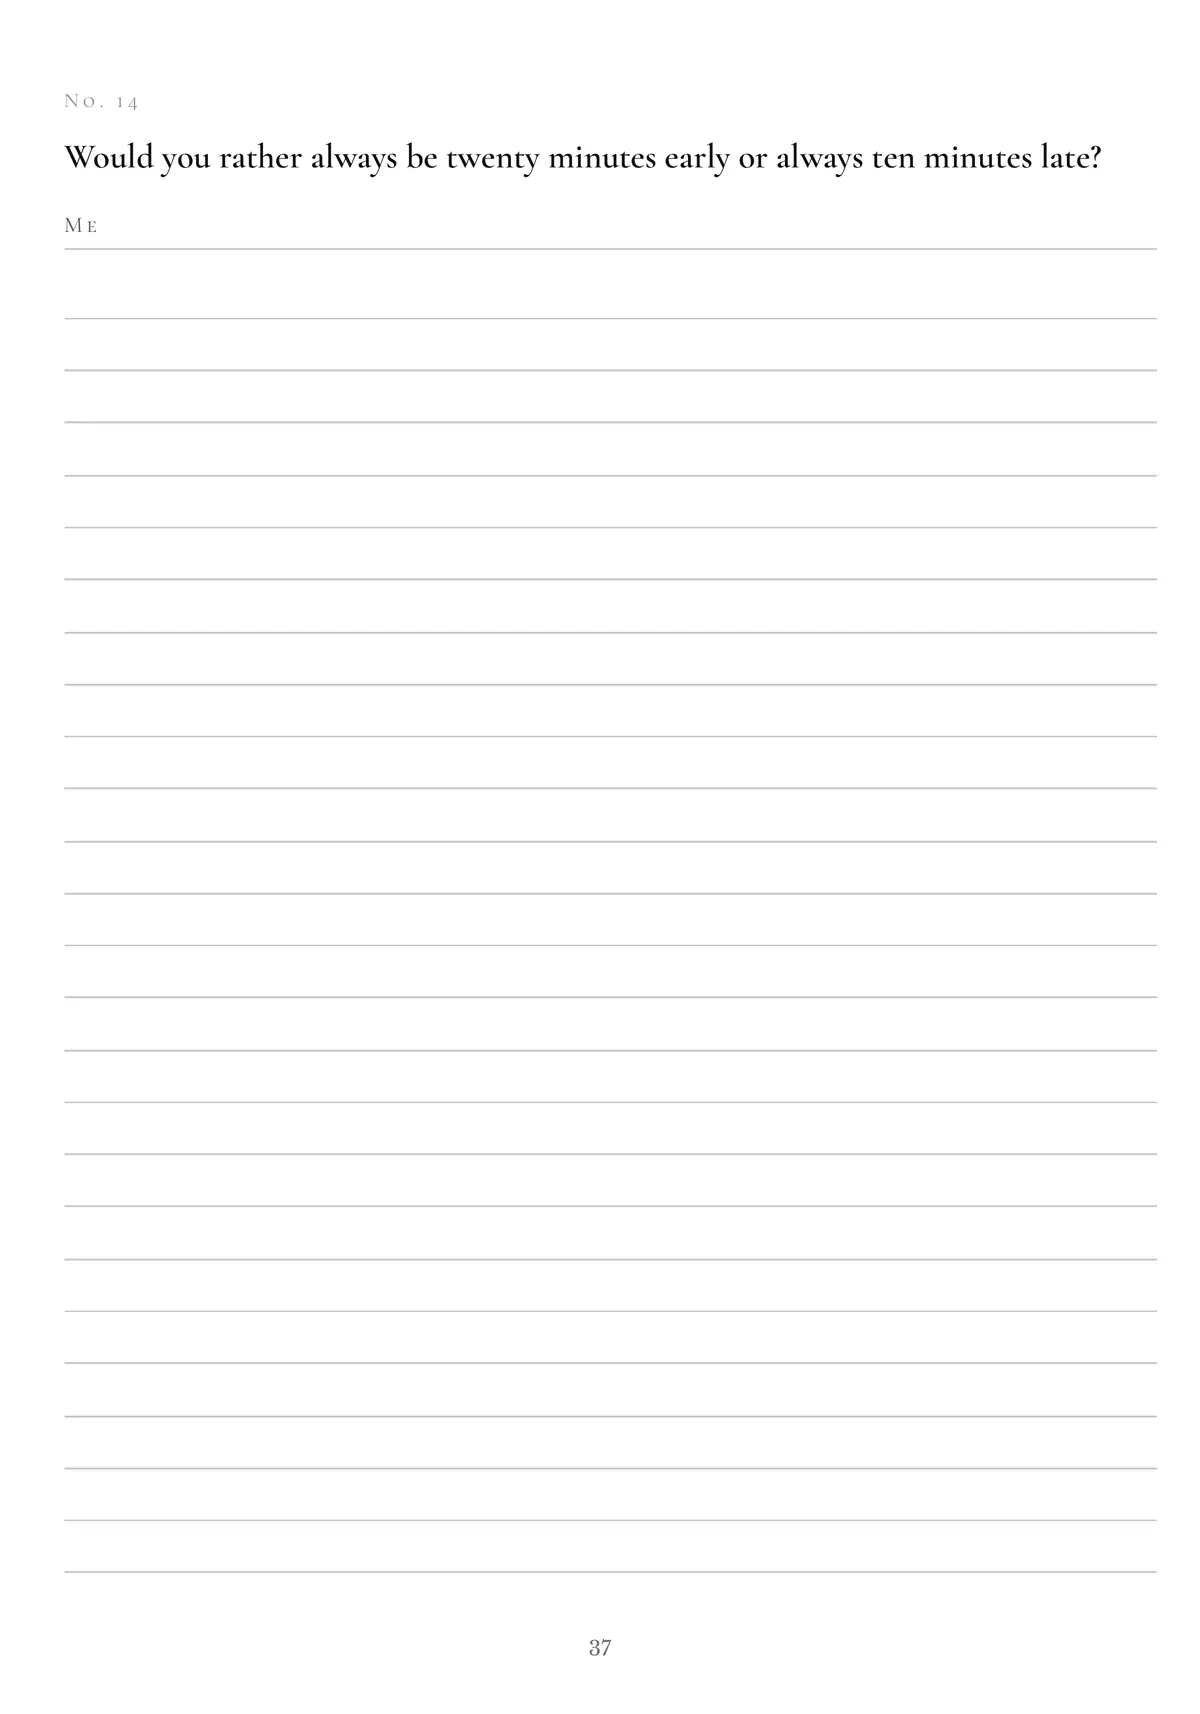 No. 14
Would you rather always be twenty minutes early or always ten minutes late?
Me
37